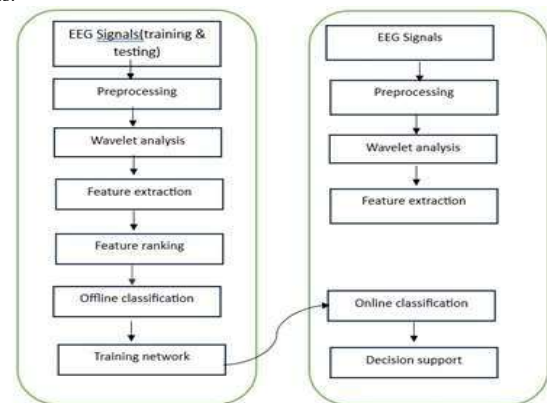 EEG Signals(training &
testing)
Preprocessing
Wavelet analysis
Feature extraction
Feature ranking
Offline classification
Training network
EEG Signals
Preprocessing
Wavelet analysis
Feature extraction
Online classification
Decision support